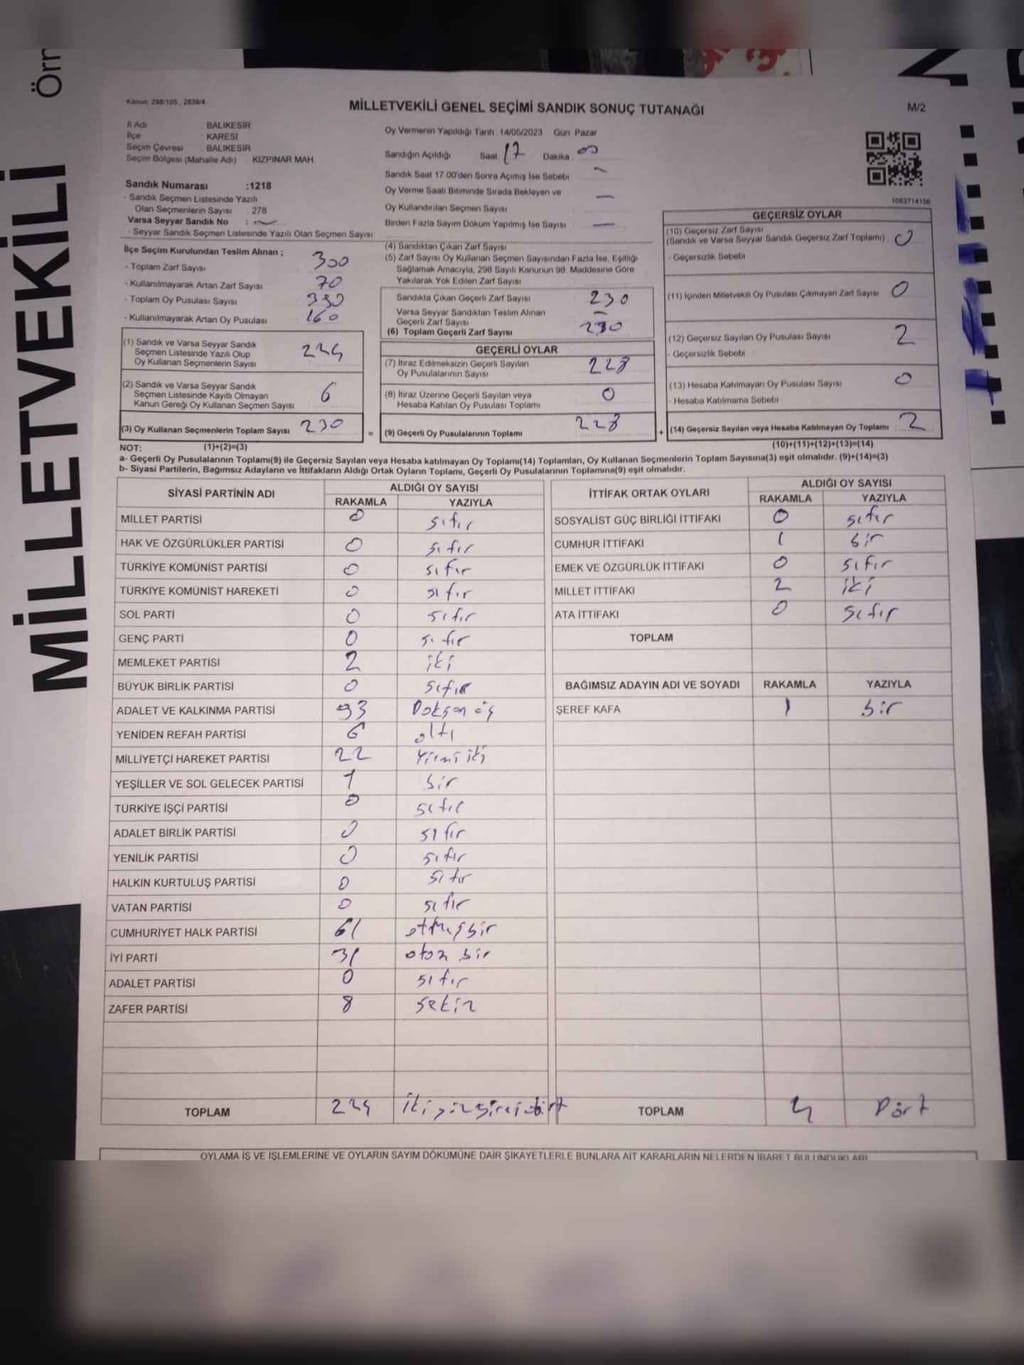 Örn
MİLLETVEKİLİ
Kanun: 298/105 , 2839/4
MİLLETVEKİLİ GENEL SEÇİMİ SANDIK SONUÇ TUTANAĞI
M/2
İl Adı : BALIKESİR
İlçe : KARESİ
Seçim Çevresi : BALIKESİR
Seçim Bölgesi (Mahalle Adı) : KIZPINAR MAH.
Oy Vermenin Yapıldığı Tarih 14/05/2023 Gün Pazar
Sandığın Açıldığı Saat 17 Dakika 00
Sandık Saat 17.00'den Sonra Açımış İse Sebebi
Oy Verme Saati Bitiminde Sırada Bekleyen ve
Oy Kullandırılan Seçmen Sayısı
Birden Fazla Sayım Döküm Yapılmış İse Sayısı
Sandık Numarası :1218
- Sandık Seçmen Listesinde Yazılı
Olan Seçmenlerin Sayısı : 278
Varsa Seyyar Sandık No :
- Seyyar Sandık Seçmen Listesinde Yazılı Olan Seçmen Sayısı :
1083714156
İlçe Seçim Kurulundan Teslim Alınan ;
- Toplam Zarf Sayısı 300
- Kullanılmayarak Artan Zarf Sayısı 70
- Toplam Oy Pusulası Sayısı
- Kullanılmayarak Artan Oy Pusulası 160
(1) Sandık ve Varsa Seyyar Sandık
Seçmen Listesinde Yazılı Olup
Oy Kullanan Seçmenlerin Sayısı 224
(2) Sandık ve Varsa Seyyar Sandık
Seçmen Listesinde Kayıtlı Olmayan
Kanun Gereği Oy Kullanan Seçmen Sayısı 6
(3) Oy Kullanan Seçmenlerin Toplam Sayısı 230
(4) Sandıktan Çıkan Zarf Sayısı
(5) Zarf Sayısı Oy Kullanan Seçmen Sayısından Fazla İse, Eşitliği
Sağlamak Amacıyla, 298 Sayılı Kanunun 98. Maddesine Göre
Yakılarak Yok Edilen Zarf Sayısı
Sandıkta Çıkan Geçerli Zarf Sayısı 230
Varsa Seyyar Sandıktan Teslim Alınan
Geçerli Zarf Sayısı
(6) Toplam Geçerli Zarf Sayısı 230
GEÇERLİ OYLAR
(7) İtiraz Edilmeksizin Geçerli Sayılan
Oy Pusulalarının Sayısı 228
(8) İtiraz Üzerine Geçerli Sayılan veya
Hesaba Katılan Oy Pusulası Toplamı 0
= (9) Geçerli Oy Pusulalarının Toplamı 228
GEÇERSİZ OYLAR
(10) Geçersiz Zarf Sayısı
(Sandık ve Varsa Seyyar Sandık Geçersiz Zarf Toplamı) 0
- Geçersizlik Sebebi
(11) İçinden Milletvekili Oy Pusulası Çıkmayan Zarf Sayısı 0
(12) Geçersiz Sayılan Oy Pusulası Sayısı 2
- Geçersizlik Sebebi
(13) Hesaba Katılmayan Oy Pusulası Sayısı 0
- Hesaba Katılmama Sebebi
+ (14) Geçersiz Sayılan veya Hesaba Katılmayan Oy Toplamı 2
NOT: (1)+(2)=(3)
(10)+(11)+(12)+(13)=(14)
a- Geçerli Oy Pusulalarının Toplamı(9) ile Geçersiz Sayılan veya Hesaba katılmayan Oy Toplamı(14) Toplamları, Oy Kullanan Seçmenlerin Toplam Sayısına(3) eşit olmalıdır. (9)+(14)=(3)
b- Siyasi Partilerin, Bağımsız Adayların ve İttifakların Aldığı Ortak Oyların Toplamı, Geçerli Oy Pusulalarının Toplamına(9) eşit olmalıdır.
SİYASİ PARTİNİN ADI ALDIĞI OY SAYISI
RAKAMLA YAZIYLA
MİLLET PARTİSİ 0 sıfır
HAK VE ÖZGÜRLÜKLER PARTİSİ 0 sıfır
TÜRKİYE KOMÜNİST PARTİSİ 0 sıfır
TÜRKİYE KOMÜNİST HAREKETİ 0 sıfır
SOL PARTİ 0 sıfır
GENÇ PARTİ 0 sıfır
MEMLEKET PARTİSİ 2 iki
BÜYÜK BİRLİK PARTİSİ 0 sıfır
ADALET VE KALKINMA PARTİSİ 93 Doksan üç
YENİDEN REFAH PARTİSİ 6 altı
MİLLİYETÇİ HAREKET PARTİSİ 22 Yirmi iki
YEŞİLLER VE SOL GELECEK PARTİSİ 1 bir
TÜRKİYE İŞÇİ PARTİSİ 0 sıfır
ADALET BİRLİK PARTİSİ 0 sıfır
YENİLİK PARTİSİ 0 sıfır
HALKIN KURTULUŞ PARTİSİ 0 sıfır
VATAN PARTİSİ 0 sıfır
CUMHURİYET HALK PARTİSİ 61 atmış bir
İYİ PARTİ 31 otuz bir
ADALET PARTİSİ 0 sıfır
ZAFER PARTİSİ 8 sekiz
TOPLAM 224
İTTİFAK ORTAK OYLARI ALDIĞI OY SAYISI
RAKAMLA YAZIYLA
SOSYALİST GÜÇ BİRLİĞİ İTTİFAKI 0 sıfır
CUMHUR İTTİFAKI 1 bir
EMEK VE ÖZGÜRLÜK İTTİFAKI 0 sıfır
MİLLET İTTİFAKI 2 iki
ATA İTTİFAKI 0 sıfır
TOPLAM
BAĞIMSIZ ADAYIN ADI VE SOYADI RAKAMLA YAZIYLA
ŞEREF KAFA 1 bir
TOPLAM 4 Dört
OYLAMA İŞ VE İŞLEMLERİNE VE OYLARIN SAYIM DÖKÜMÜNE DAİR ŞİKAYETLERLE BUNLARA AİT KARARLARIN NELERDEN İBARET BULUNDUKLARI